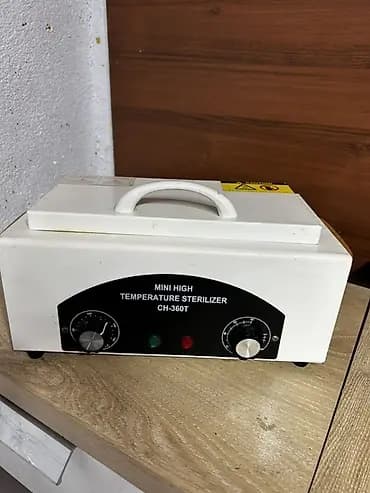 MINI HIGH
TEMPERATURE STERILIZER
CH-360T